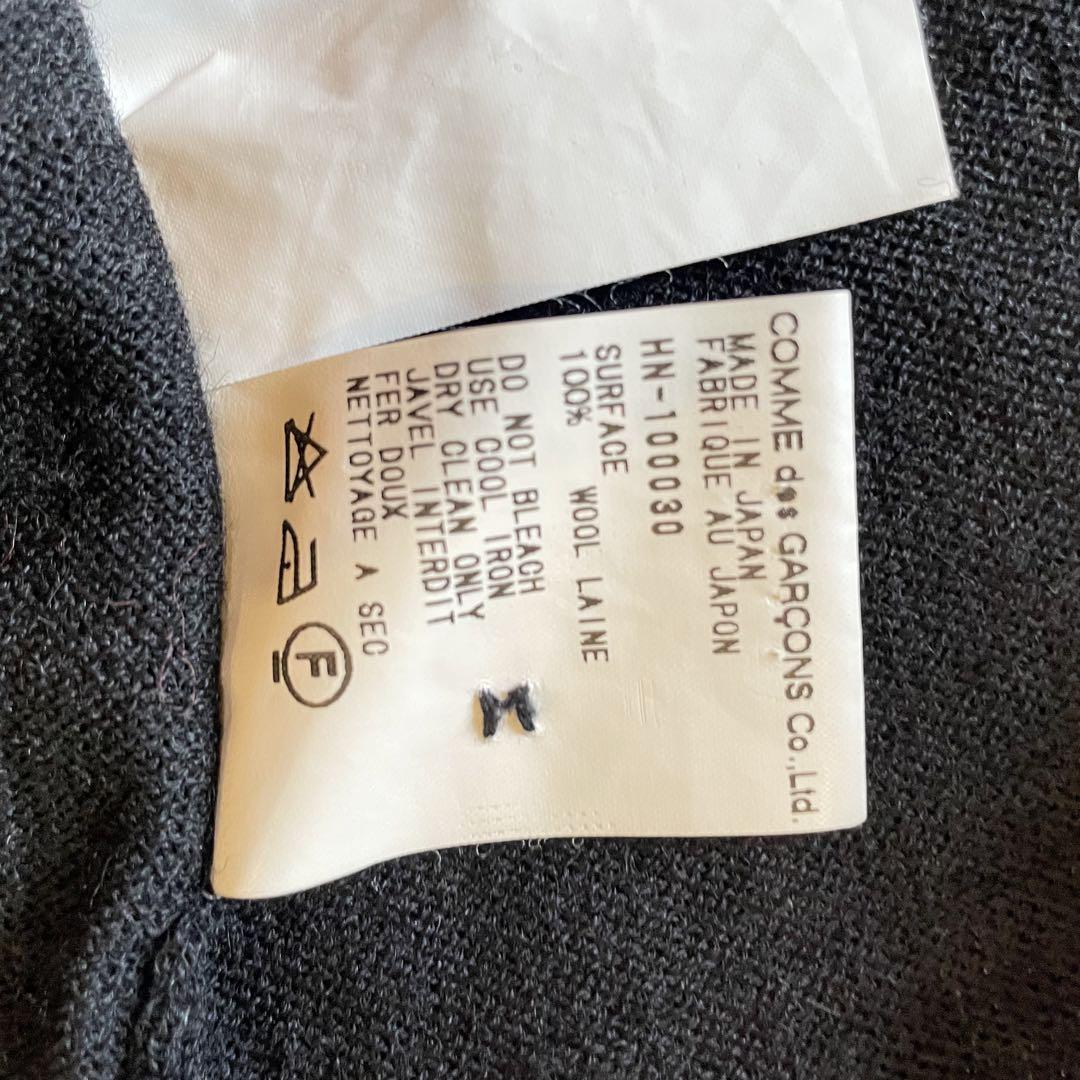 COMME des GARÇONS Co.,Ltd.
MADE IN JAPAN
FABRIQUE AU JAPON
HN-100030
SURFACE
100% WOOL LAINE
DO NOT BLEACH
USE COOL IRON
DRY CLEAN ONLY
JAVEL INTERDIT
FER DOUX
NETTOYAGE A SEC
F